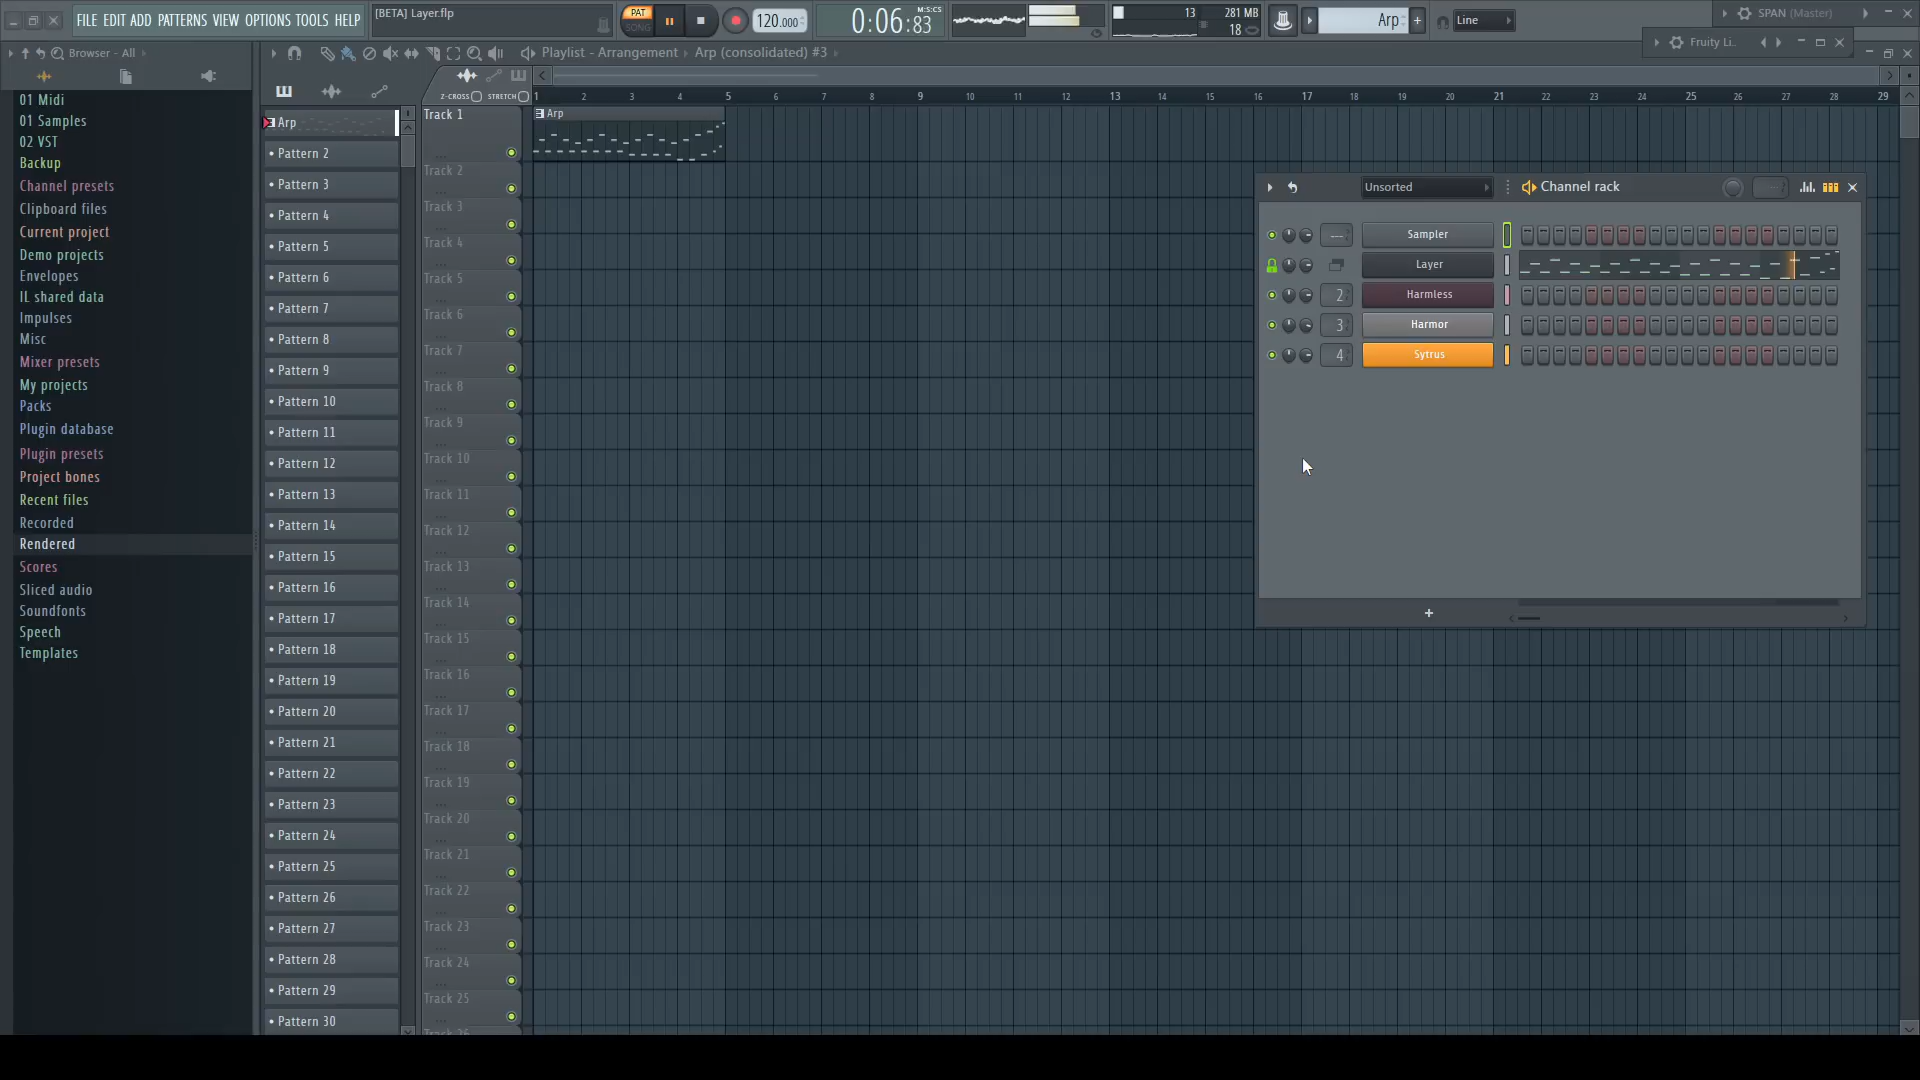 FILE EDIT ADD PATTERNS VIEW OPTIONS TOOLS HELP
[BETA] Layer.flp
PAT
SONG
120.000
0:06:83
M:S:CS
13
281 MB
18
Arp
Line
SPAN (Master)
Fruity Li..
Browser - All
Playlist - Arrangement
Arp (consolidated) #3
Z-CROSS
STRETCH
1 2 3 4 5 6 7 8 9 10 11 12 13 14 15 16 17 18 19 20 21 22 23 24 25 26 27 28 29
01 Midi
01 Samples
02 VST
Backup
Channel presets
Clipboard files
Current project
Demo projects
Envelopes
IL shared data
Impulses
Misc
Mixer presets
My projects
Packs
Plugin database
Plugin presets
Project bones
Recent files
Recorded
Rendered
Scores
Sliced audio
Soundfonts
Speech
Templates
Arp
Pattern 2
Pattern 3
Pattern 4
Pattern 5
Pattern 6
Pattern 7
Pattern 8
Pattern 9
Pattern 10
Pattern 11
Pattern 12
Pattern 13
Pattern 14
Pattern 15
Pattern 16
Pattern 17
Pattern 18
Pattern 19
Pattern 20
Pattern 21
Pattern 22
Pattern 23
Pattern 24
Pattern 25
Pattern 26
Pattern 27
Pattern 28
Pattern 29
Pattern 30
Track 1
Arp
Track 2
Track 3
Track 4
Track 5
Track 6
Track 7
Track 8
Track 9
Track 10
Track 11
Track 12
Track 13
Track 14
Track 15
Track 16
Track 17
Track 18
Track 19
Track 20
Track 21
Track 22
Track 23
Track 24
Track 25
Track 26
Unsorted
Channel rack
Sampler
Layer
2
Harmless
3
Harmor
4
Sytrus